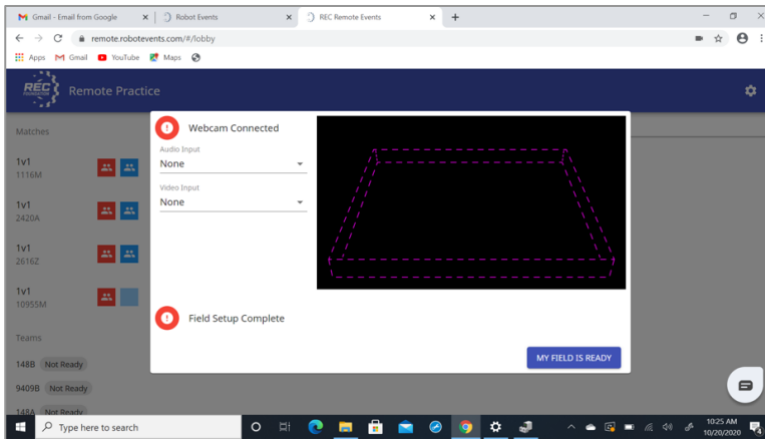 Gmail - Email from Google
Robot Events
REC Remote Events
remote.robotevents.com/#/lobby
Apps
Gmail
YouTube
Maps
REC
FOUNDATION
Remote Practice
Matches
1v1
1116M
1v1
2420A
1v1
2616Z
1v1
10955M
Teams
148B Not Ready
9409B Not Ready
148A Not Ready
Webcam Connected
Audio Input
None
Video Input
None
Field Setup Complete
MY FIELD IS READY
Type here to search
10:25 AM
10/20/2020
4